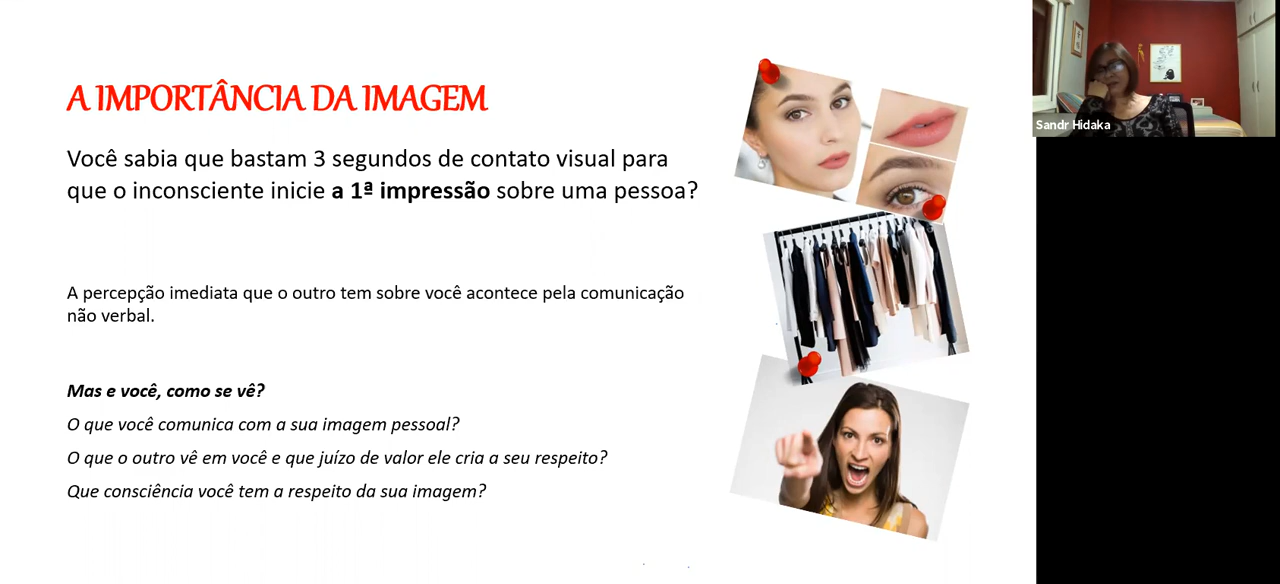 A IMPORTÂNCIA DA IMAGEM
Você sabia que bastam 3 segundos de contato visual para
que o inconsciente inicie a 1ª impressão sobre uma pessoa?
A percepção imediata que o outro tem sobre você acontece pela comunicação
não verbal.
Mas e você, como se vê?
O que você comunica com a sua imagem pessoal?
O que o outro vê em você e que juízo de valor ele cria a seu respeito?
Que consciência você tem a respeito da sua imagem?
Sandr Hidaka